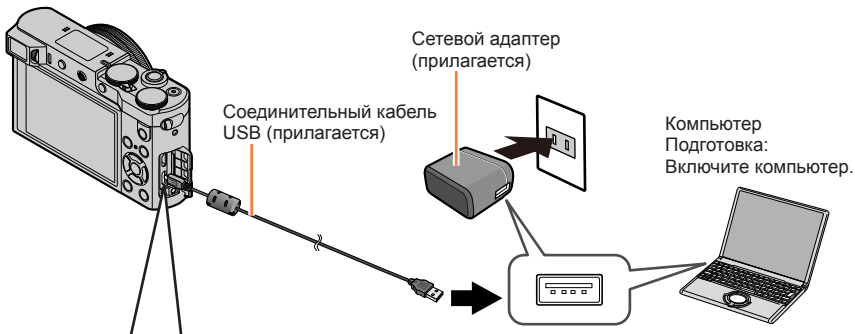 Сетевой адаптер
(прилагается)
Соединительный кабель
USB (прилагается)
Компьютер
Подготовка:
Включите компьютер.